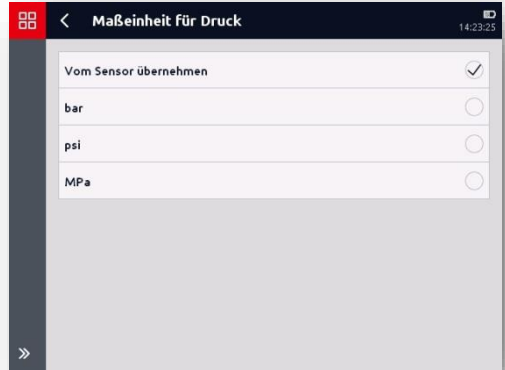 Maßeinheit für Druck
14:23:25
Vom Sensor übernehmen
bar
psi
MPa